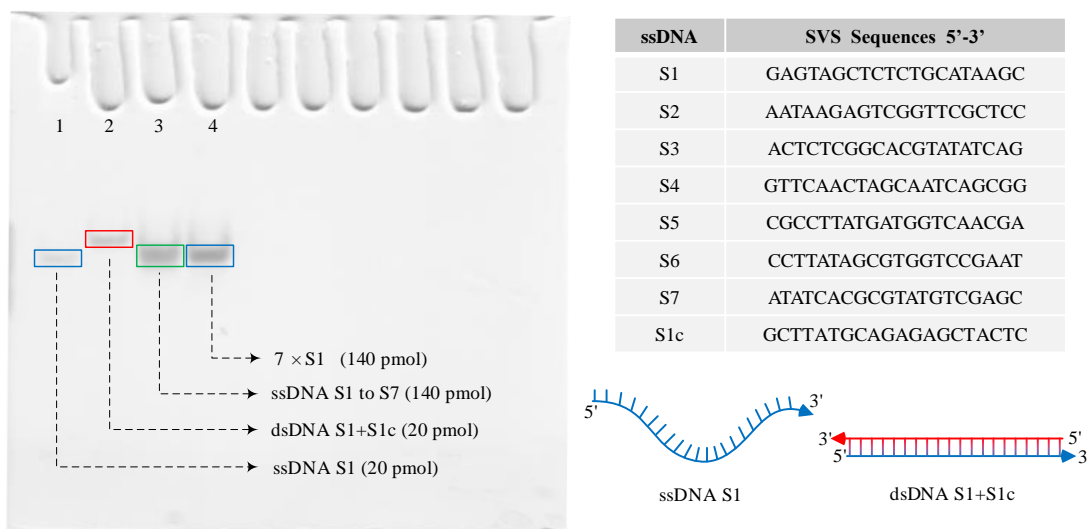 1 2 3 4
7 × S1 (140 pmol)
ssDNA S1 to S7 (140 pmol)
dsDNA S1+S1c (20 pmol)
ssDNA S1 (20 pmol)
ssDNA SVS Sequences 5’-3’
S1 GAGTAGCTCTCTGCATAAGC
S2 AATAAGAGTCGGTTCGCTCC
S3 ACTCTCGGCACGTATATCAG
S4 GTTCAACTAGCAATCAGCGG
S5 CGCCTTATGATGGTCAACGA
S6 CCTTATAGCGTGGTCCGAAT
S7 ATATCACGCGTATGTCGAGC
S1c GCTTATGCAGAGAGCTACTC
5' 3'
ssDNA S1
3' 5'
5' 3
dsDNA S1+S1c